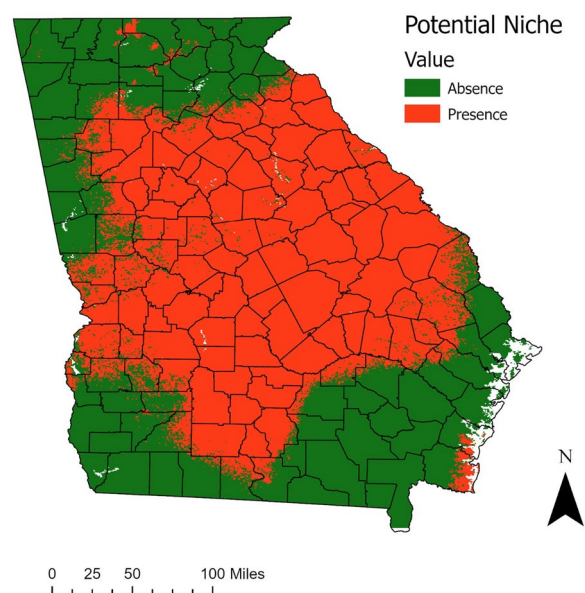 Potential Niche
Value
Absence
Presence
N
0 25 50 100 Miles